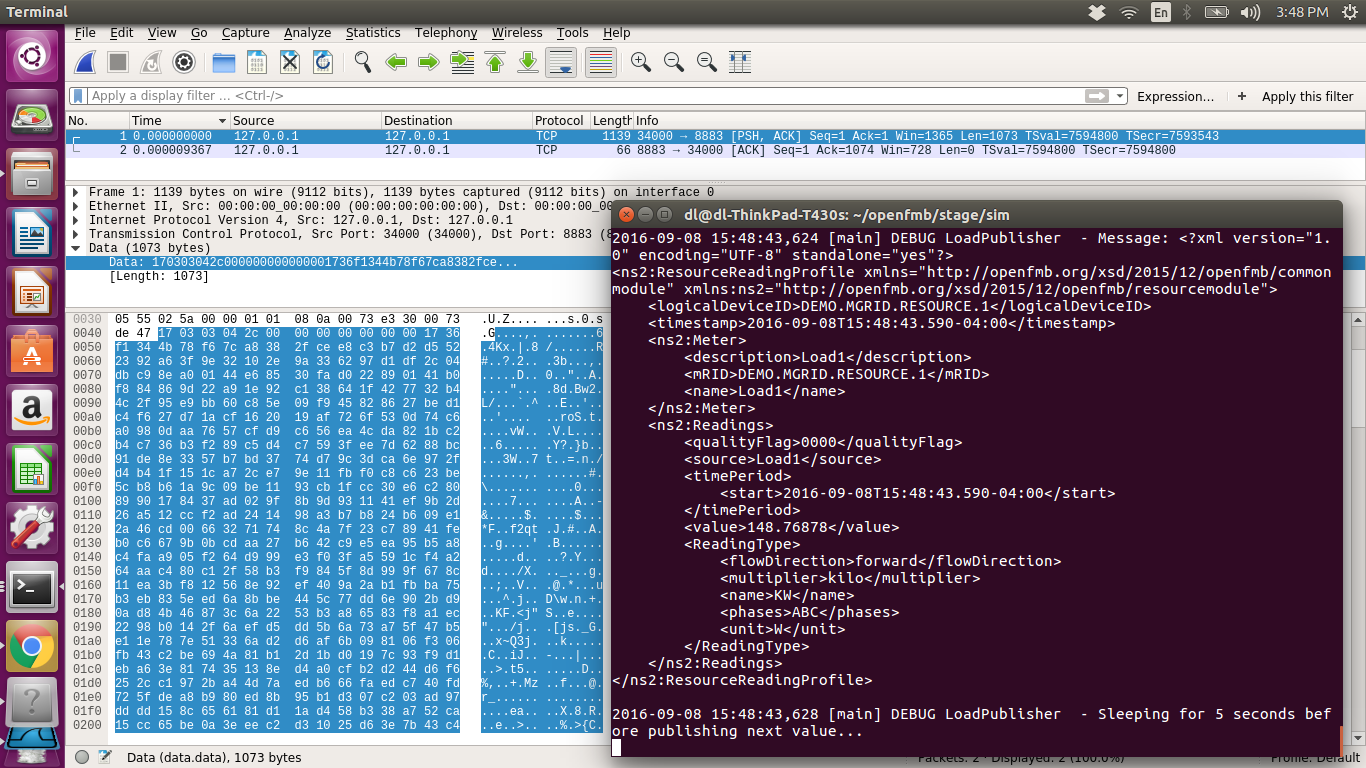 Terminal
En
3:48 PM
File Edit View Go Capture Analyze Statistics Telephony Wireless Tools Help
Apply a display filter ... <Ctrl-/>
Expression…
+
Apply this filter
No. Time Source Destination Protocol Length Info
1 0.000000000 127.0.0.1 127.0.0.1 TCP 1139 34000 → 8883 [PSH, ACK] Seq=1 Ack=1 Win=1365 Len=1073 TSval=7594800 TSecr=7593543
2 0.000009367 127.0.0.1 127.0.0.1 TCP 66 8883 → 34000 [ACK] Seq=1 Ack=1074 Win=728 Len=0 TSval=7594800 TSecr=7594800
Frame 1: 1139 bytes on wire (9112 bits), 1139 bytes captured (9112 bits) on interface 0
Ethernet II, Src: 00:00:00_00:00:00 (00:00:00:00:00:00), Dst: 00:00:00_00
Internet Protocol Version 4, Src: 127.0.0.1, Dst: 127.0.0.1
Transmission Control Protocol, Src Port: 34000 (34000), Dst Port: 8883 (8
Data (1073 bytes)
Data: 170303042c000000000000001736f1344b78f67ca8382fce...
[Length: 1073]
0030 05 55 02 5a 00 00 01 01 08 0a 00 73 e3 30 00 73 .U.Z.... ...s.0.s
0040 de 47 17 03 03 04 2c 00 00 00 00 00 00 00 17 36 .G....,. .......6
0050 f1 34 4b 78 f6 7c a8 38 2f ce e8 c3 b7 d2 d5 52 .4Kx.|.8 /......R
0060 23 92 a6 3f 9e 32 10 2e 9a 33 62 97 d1 df 2c 04 #..?.2.. .3b...,.
0070 db c9 8e a0 01 44 e6 85 30 fa d0 22 89 01 41 b0 .....D.. 0.."..A.
0080 f8 84 86 9d 22 a9 1e 92 c1 38 64 1f 42 77 32 b4 ...."... .8d.Bw2.
0090 4c 2f 95 e9 bb 60 c8 5e 09 f9 45 82 86 27 be d1 L/...`.^ ..E..'..
00a0 c4 f6 27 d7 1a cf 16 20 19 af 72 6f 53 0d 74 c6 ..'.... ..roS.t.
00b0 a0 98 0d aa 76 57 cf d9 c6 56 ea 4c da 82 1b c2 ....vW.. .V.L....
00c0 b4 c7 36 b3 f2 89 c5 d4 c7 59 3f ee 7d 62 88 bc ..6..... .Y?.}b..
00d0 91 de 8e 33 57 b7 bd 37 74 d7 9c 3d ca 6e 97 2f ...3W..7 t..=.n./
00e0 d4 b4 1f 15 1c a7 2c e7 9e 11 fb f0 c8 c6 23 be ......,. ......#.
00f0 5c b8 b6 1a 9c 09 be 11 93 cb 1f cc 30 e6 c2 80 \....... ....0...
0100 89 90 17 84 37 ad 02 9f 8b 9d 93 11 41 ef 9b 2d ....7... ....A..-
0110 26 a5 12 cc f2 ad 24 14 98 a3 b7 b8 24 b6 09 e1 &.....$. ....$...
0120 2a 46 cd 00 66 32 71 74 8c 4a 7f 23 c7 89 41 fe *F..f2qt .J.#..A.
0130 b0 c6 67 9b 0b cd aa 27 b6 42 c9 e5 ea 95 b5 a8 ..g....' .B......
0140 c4 fa a9 05 f2 64 d9 99 e3 f0 3f a5 59 1c f4 a2 .....d.. ..?.Y...
0150 64 aa c4 80 c1 2f 58 b3 f9 84 5f 8d 99 9f 67 8c d..../X. .._...g.
0160 11 ea 3b f8 12 56 8e 92 ef 40 9a 2a b1 fb ba 75 ..;..V.. .@.*...u
0170 b3 eb 83 5e ed 6a 8b be 44 5c 77 dd 6e 90 2b d9 ...^.j.. D\w.n.+.
0180 0a d8 4b 46 87 3c 6a 22 53 b3 a8 65 83 f8 a1 ec ..KF.<j" S..e....
0190 22 98 b0 14 2f 6a ef d5 dd 5b 6a 73 a7 5f 47 b5 ".../j.. .[js._G.
01a0 e1 1e 78 7e 51 33 6a d2 d6 af 6b 09 81 06 f3 06 ..x~Q3j. ..k.....
01b0 fb 43 c2 be 69 4a 81 b1 2d 1b d0 19 7c 93 f9 d1 .C..iJ.. -...|...
01c0 eb a6 3e 81 74 35 13 8e d4 a0 cf b2 d2 44 d6 f6 ..>.t5.. .....D..
01d0 25 2c c1 97 2b a4 4d 7a ed b6 66 fa ed c7 40 fd %,..+.Mz ..f...@.
01e0 72 5f de a8 b9 80 ed 8b 95 b1 d3 07 c2 03 ad 97 r_...... ........
01f0 dd dd 15 8c 65 61 81 d1 1a d4 58 b3 38 a7 52 ca ....ea.. ..X.8.R.
0200 15 cc 65 be 0a 3e ee c2 d3 10 25 d6 3e 7b 43 c4 ..e..>.. ..%.>{C.
dl@dl-ThinkPad-T430s: ~/openfmb/stage/sim
2016-09-08 15:48:43,624 [main] DEBUG LoadPublisher  - Message: <?xml version="1.
0" encoding="UTF-8" standalone="yes"?>
<ns2:ResourceReadingProfile xmlns="http://openfmb.org/xsd/2015/12/openfmb/common
module" xmlns:ns2="http://openfmb.org/xsd/2015/12/openfmb/resourcemodule">
<logicalDeviceID>DEMO.MGRID.RESOURCE.1</logicalDeviceID>
<timestamp>2016-09-08T15:48:43.590-04:00</timestamp>
<ns2:Meter>
<description>Load1</description>
<mRID>DEMO.MGRID.RESOURCE.1</mRID>
<name>Load1</name>
</ns2:Meter>
<ns2:Readings>
<qualityFlag>0000</qualityFlag>
<source>Load1</source>
<timePeriod>
<start>2016-09-08T15:48:43.590-04:00</start>
</timePeriod>
<value>148.76878</value>
<ReadingType>
<flowDirection>forward</flowDirection>
<multiplier>kilo</multiplier>
<name>KW</name>
<phases>ABC</phases>
<unit>W</unit>
</ReadingType>
</ns2:Readings>
</ns2:ResourceReadingProfile>
2016-09-08 15:48:43,628 [main] DEBUG LoadPublisher  - Sleeping for 5 seconds bef
ore publishing next value...
Data (data.data), 1073 bytes
Packets: 2 · Displayed: 2 (100.0%)
Profile: Default